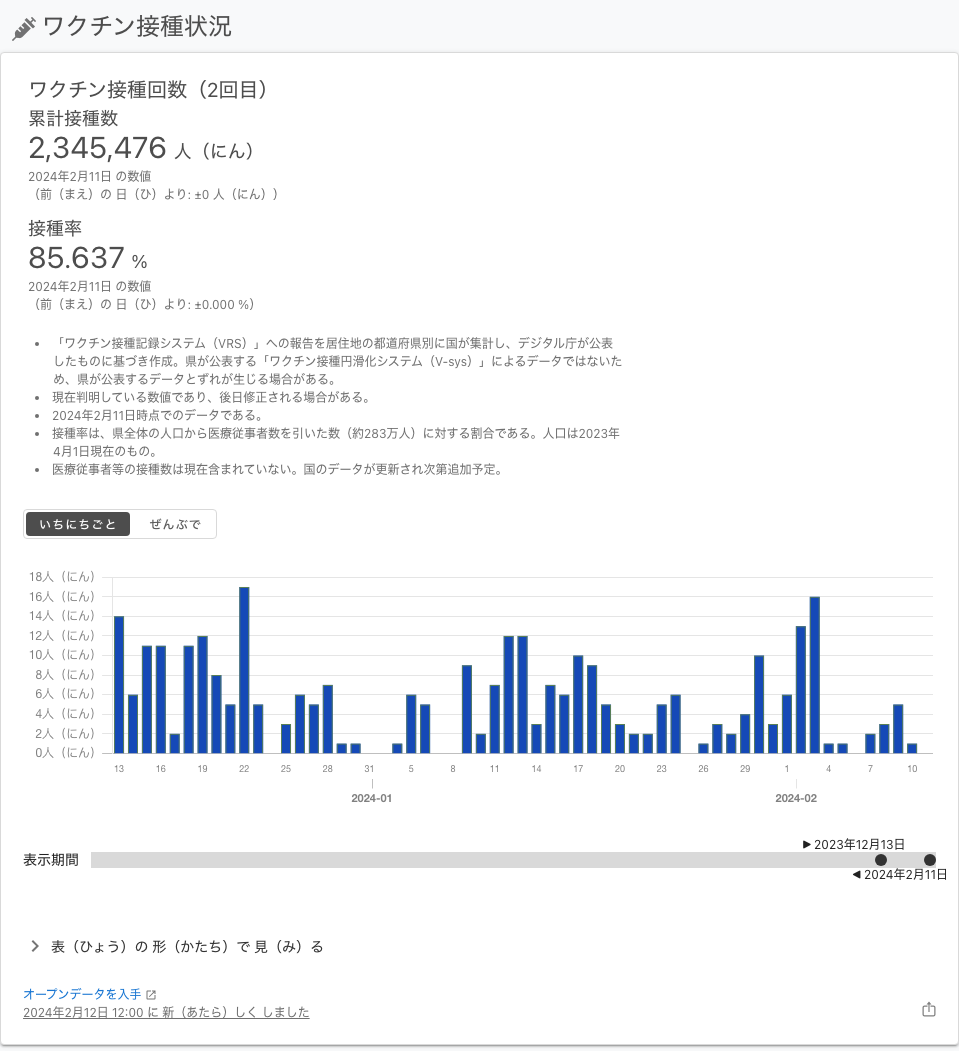 ワクチン接種状況
ワクチン接種回数（2回目）
累計接種数
2,345,476 人（にん）
2024年2月11日 の数値
（前（まえ）の 日（ひ）より: ±0 人（にん））
接種率
85.637 %
2024年2月11日 の数値
（前（まえ）の 日（ひ）より: ±0.000 %）
• 「ワクチン接種記録システム（VRS）」への報告を居住地の都道府県別に国が集計し、デジタル庁が公表
したものに基づき作成。県が公表する「ワクチン接種円滑化システム（V-sys）」によるデータではないた
め、県が公表するデータとずれが生じる場合がある。
• 現在判明している数値であり、後日修正される場合がある。
• 2024年2月11日時点でのデータである。
• 接種率は、県全体の人口から医療従事者数を引いた数（約283万人）に対する割合である。人口は2023年
4月1日現在のもの。
• 医療従事者等の接種数は現在含まれていない。国のデータが更新され次第追加予定。
いちにちごと ぜんぶで
18人（にん）
16人（にん）
14人（にん）
12人（にん）
10人（にん）
8人（にん）
6人（にん）
4人（にん）
2人（にん）
0人（にん）
13 16 19 22 25 28 31 5 8 11 14 17 20 23 26 29 1 4 7 10
2024-01 2024-02
▶ 2023年12月13日
表示期間
◀ 2024年2月11日
表（ひょう）の 形（かたち）で 見（み）る
オープンデータを入手
2024年2月12日 12:00 に 新（あたら）しく しました